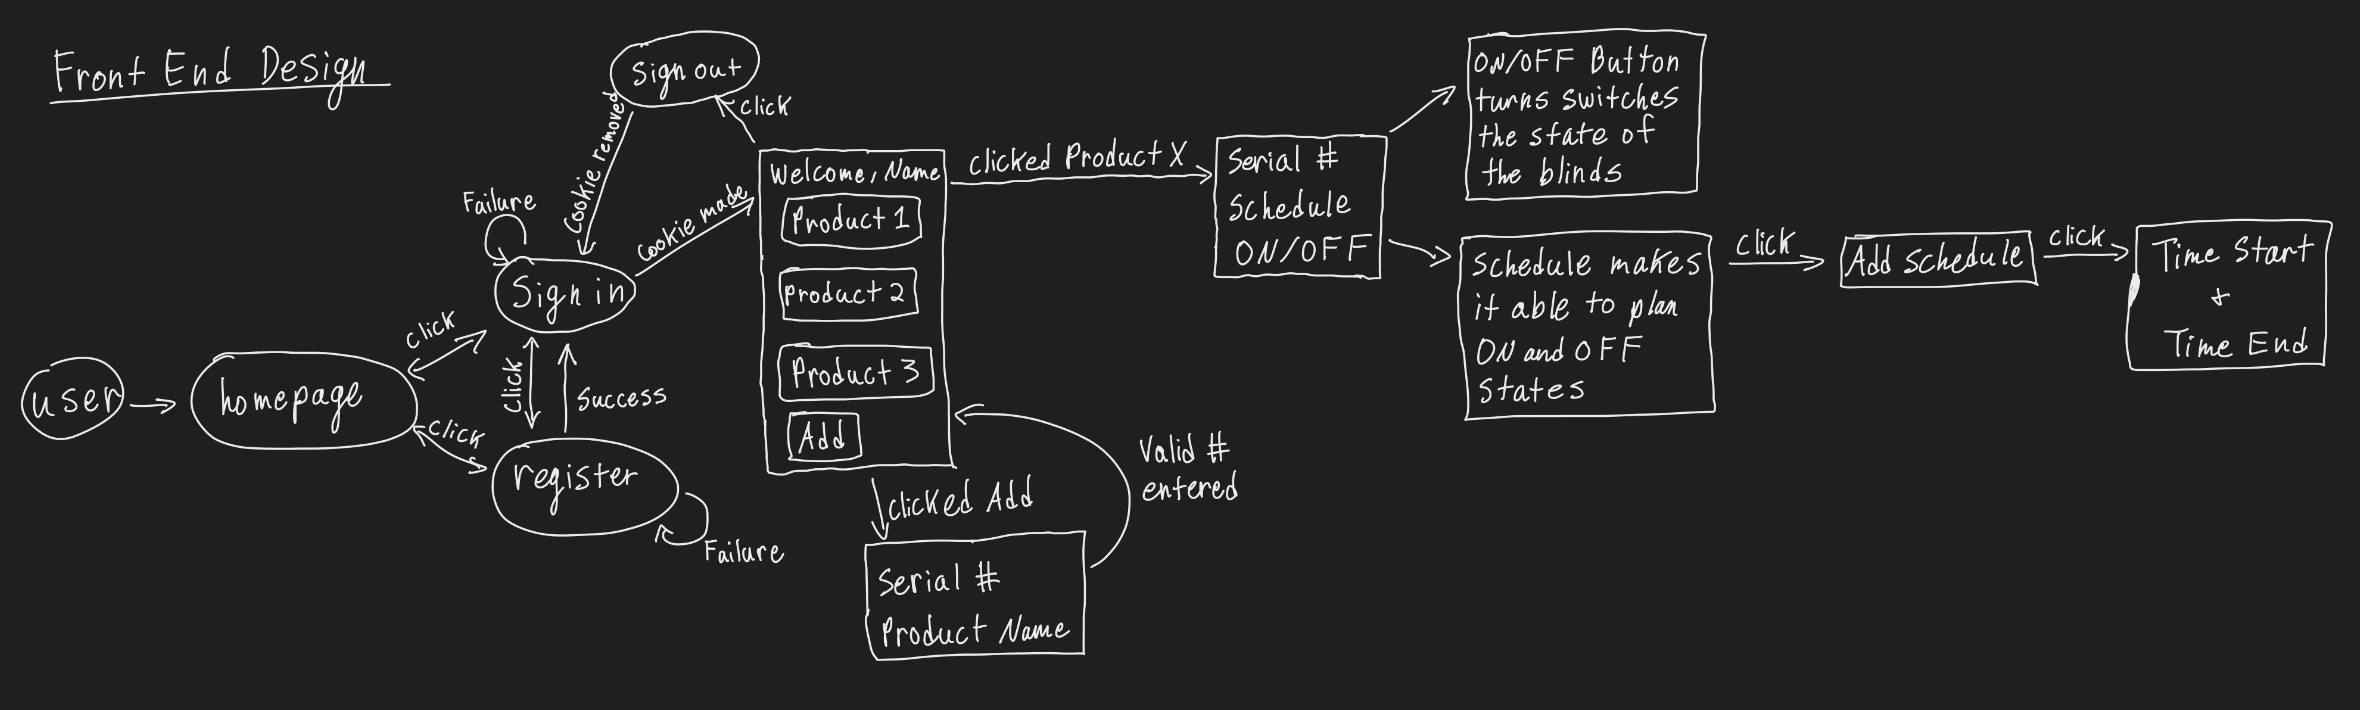 Front End Design
Sign out
click
Cookie removed
Failure
Sign in
Cookie made
click
user
homepage
click
Success
click
register
Failure
Welcome, Name
Product 1
Product 2
Product 3
Add
clicked Add
Serial #
Product Name
Valid #
entered
clicked Product X
Serial #
Schedule
ON/OFF
ON/OFF Button
turns switches
the state of
the blinds
Schedule makes
it able to plan
ON and OFF
States
click
Add schedule
click
Time Start
+
Time End